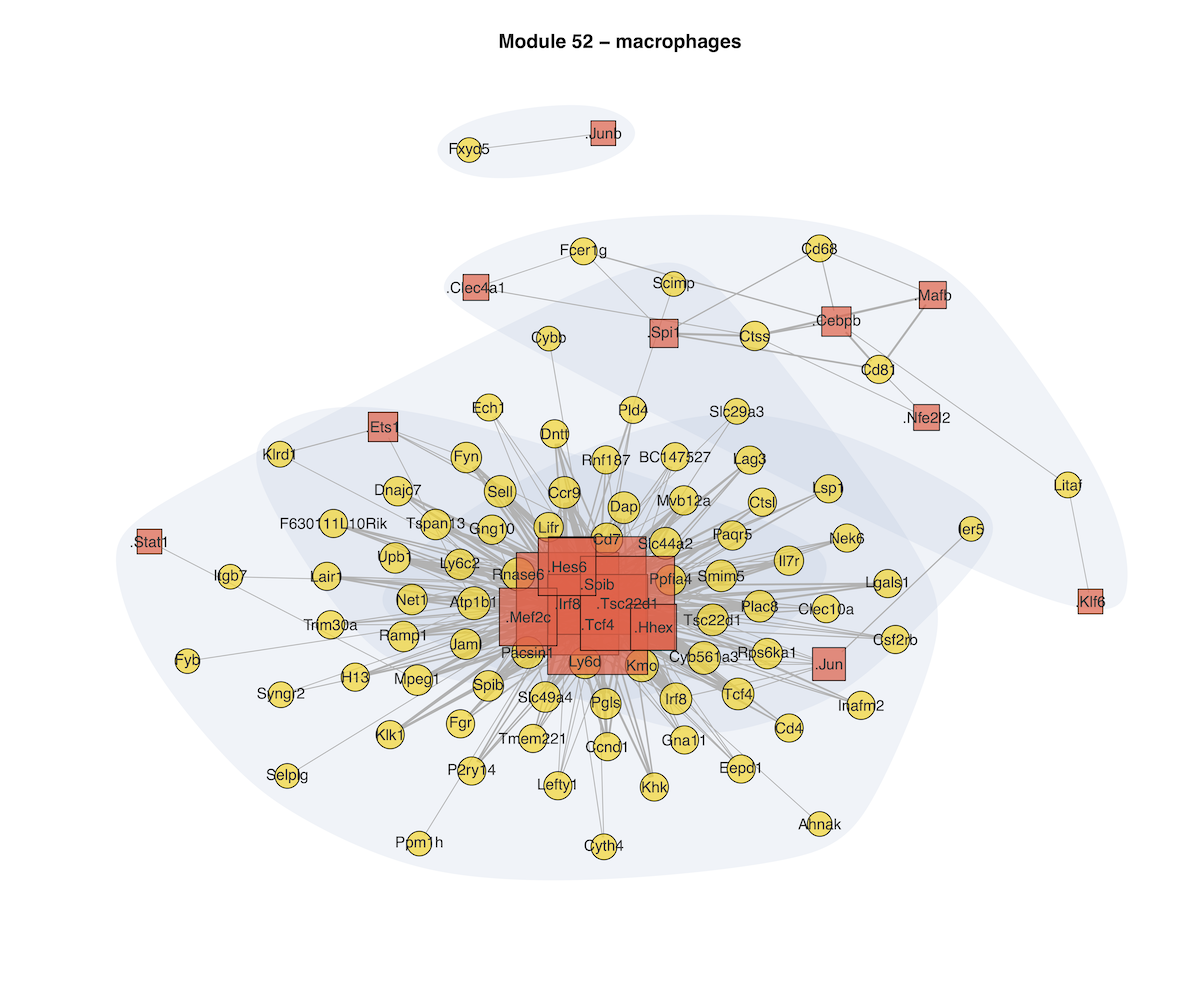 Module 52 – macrophages
.Junb
Fxyd5
Fcer1g
Cd68
Scimp
.Clec4a1
.Mafb
.Cebpb
.Spi1
Ctss
Cybb
Cd81
Ech1
Pld4
Slc29a3
.Nfe2l2
.Ets1
Dntt
Klrd1
Fyn
Rnf187
BC147527
Lag3
Litaf
Dnajc7
Sell
Ccr9
Mvb12a
Ctsl
Lsp1
Dap
F630111L10Rik
Tspan13
Gng10
Lifr
Ier5
.Stat1
Cd7
Slc44a2
Paqr5
Nek6
Upb1
Ly6c2
Il7r
.Hes6
Itgb7
Lair1
Rnase6
.Spib
Ppfia4
Smim5
Lgals1
Net1
Atp1b1
.Irf8
.Tsc22d1
Plac8
Clec10a
.Klf6
Trim30a
.Mef2c
.Tcf4
.Hhex
Tsc22d1
Ramp1
Jaml
Csf2rb
Fyb
Pacsin1
Ly6d
Kmo
Cyb561a3
Rps6ka1
.Jun
H13
Mpeg1
Spib
Syngr2
Slc49a4
Pgls
Irf8
Tcf4
Inafm2
Klk1
Fgr
Tmem221
Ccnd1
Gna11
Cd4
Selplg
P2ry14
Lefty1
Khk
Eepd1
Ahnak
Ppm1h
Cyth4